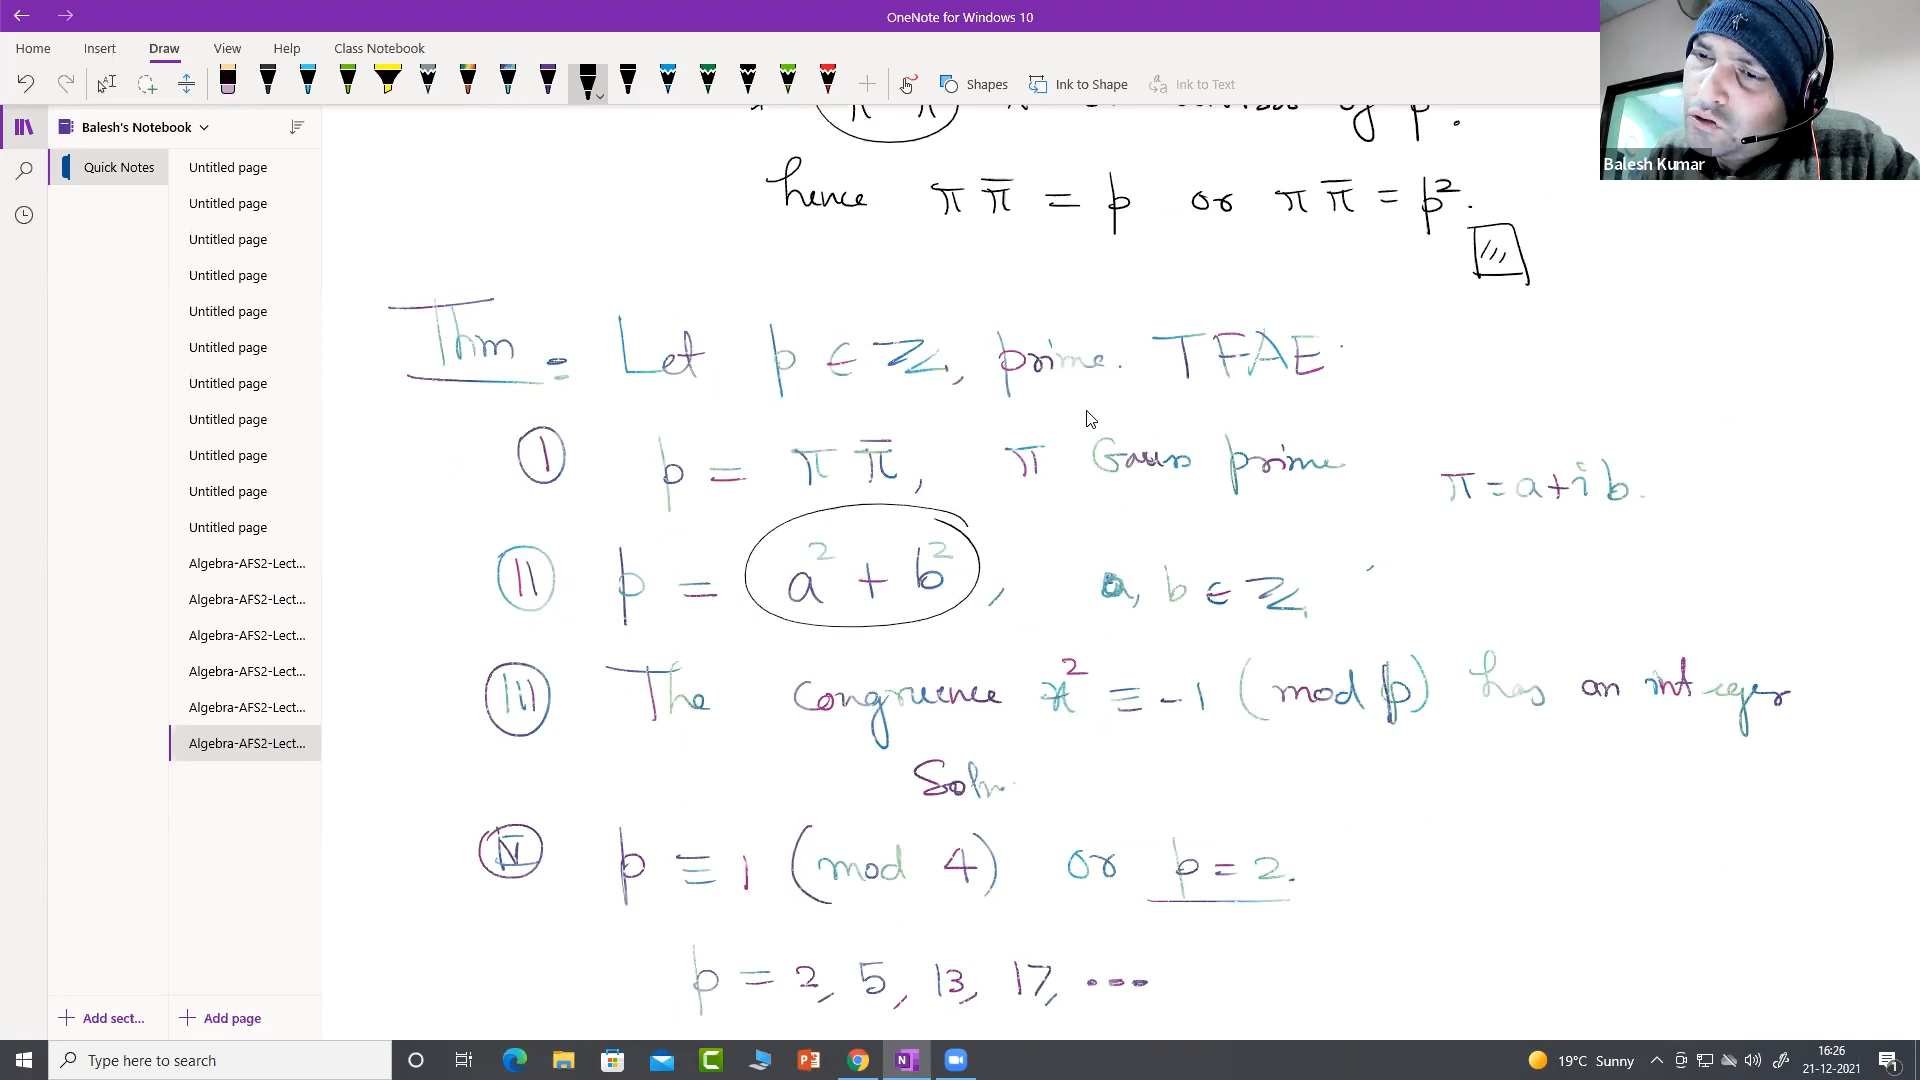 OneNote for Windows 10
Home Insert Draw View Help Class Notebook
Shapes Ink to Shape Ink to Text
Balesh's Notebook
Quick Notes
Untitled page
Untitled page
Untitled page
Untitled page
Untitled page
Untitled page
Untitled page
Untitled page
Untitled page
Untitled page
Untitled page
Algebra-AFS2-Lect...
Algebra-AFS2-Lect...
Algebra-AFS2-Lect...
Algebra-AFS2-Lect...
Algebra-AFS2-Lect...
Algebra-AFS2-Lect...
Add sect... Add page
Balesh Kumar
by p.
hence π π̅ = p or π π̅ = p².
Thm = Let p ∈ ℤ, prime. TFAE.
I p = π π̅, π Gauss prime π = a+ib.
II p = a² + b², a, b ∈ ℤ.
III The Congruence x² ≡ -1 (mod p) has an integer
Soln.
IV p ≡ 1 (mod 4) or p = 2.
p = 2, 5, 13, 17, ...
Type here to search
19°C Sunny
16:26
21-12-2021